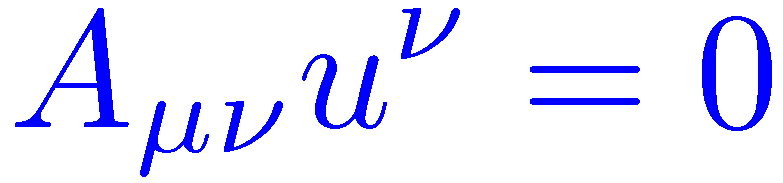 $A_{\mu\nu} u^{\nu} = 0$